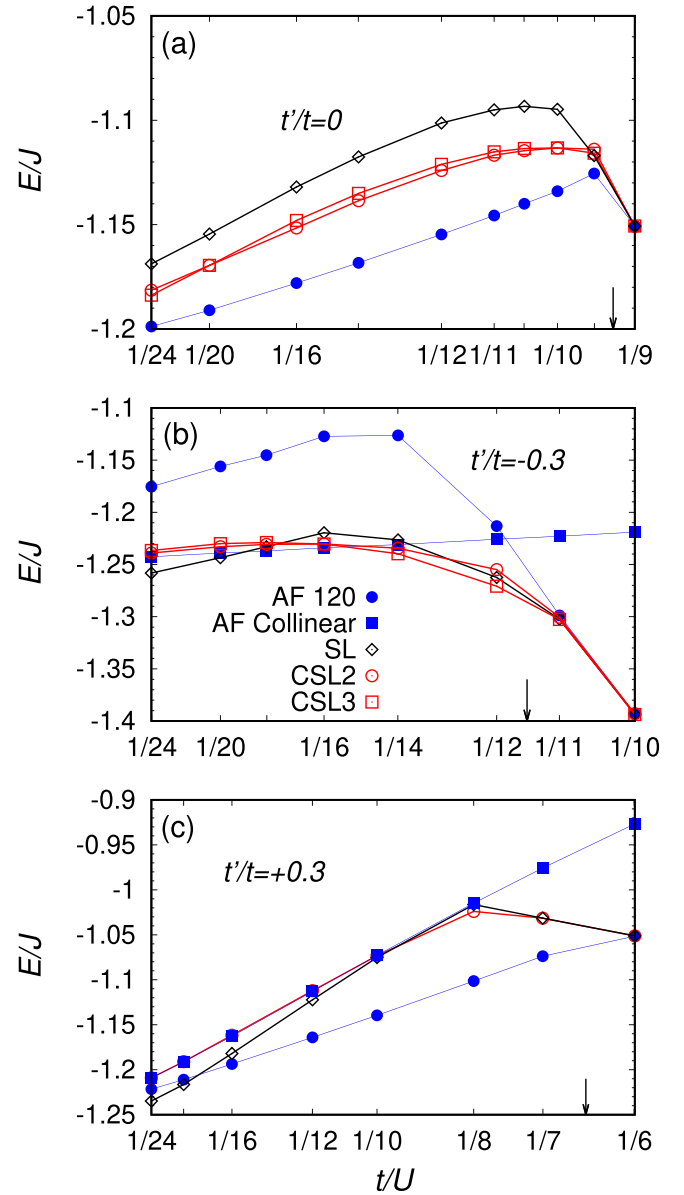 -1.05
(a)
t'/t=0
-1.1
E/J
-1.15
-1.2
1/24 1/20 1/16 1/12 1/11 1/10 1/9
-1.1
(b)
t'/t=-0.3
-1.15
-1.2
E/J
-1.25
AF 120
AF Collinear
-1.3
SL
CSL2
-1.35
CSL3
-1.4
1/24 1/20 1/16 1/14 1/12 1/11 1/10
-0.9
(c)
-0.95
t'/t=+0.3
-1
E/J
-1.05
-1.1
-1.15
-1.2
-1.25
1/24 1/16 1/12 1/10 1/8 1/7 1/6
t/U